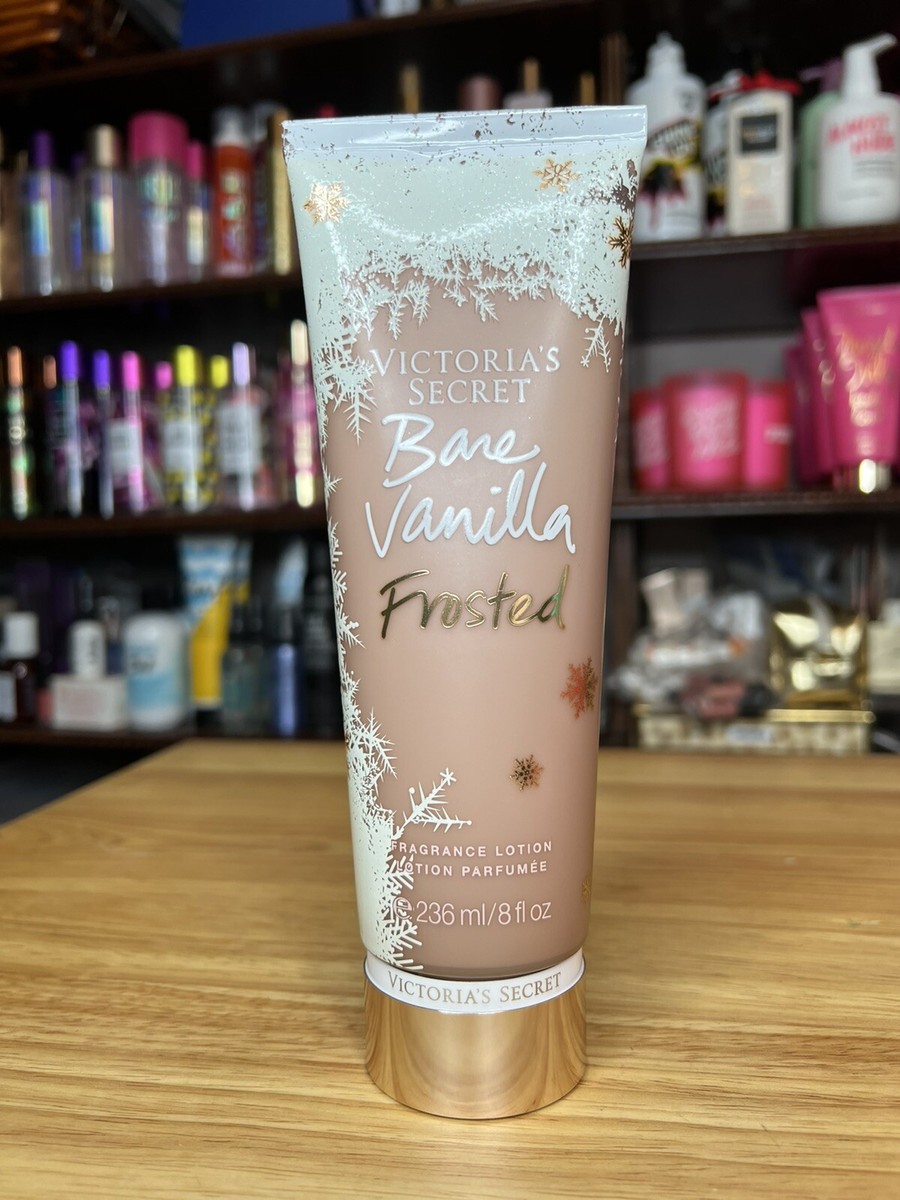 VICTORIA'S
SECRET
Bare
Vanilla
Frosted
FRAGRANCE LOTION
LOTION PARFUMÉE
℮ 236 ml/8 fl oz
VICTORIA'S SECRET